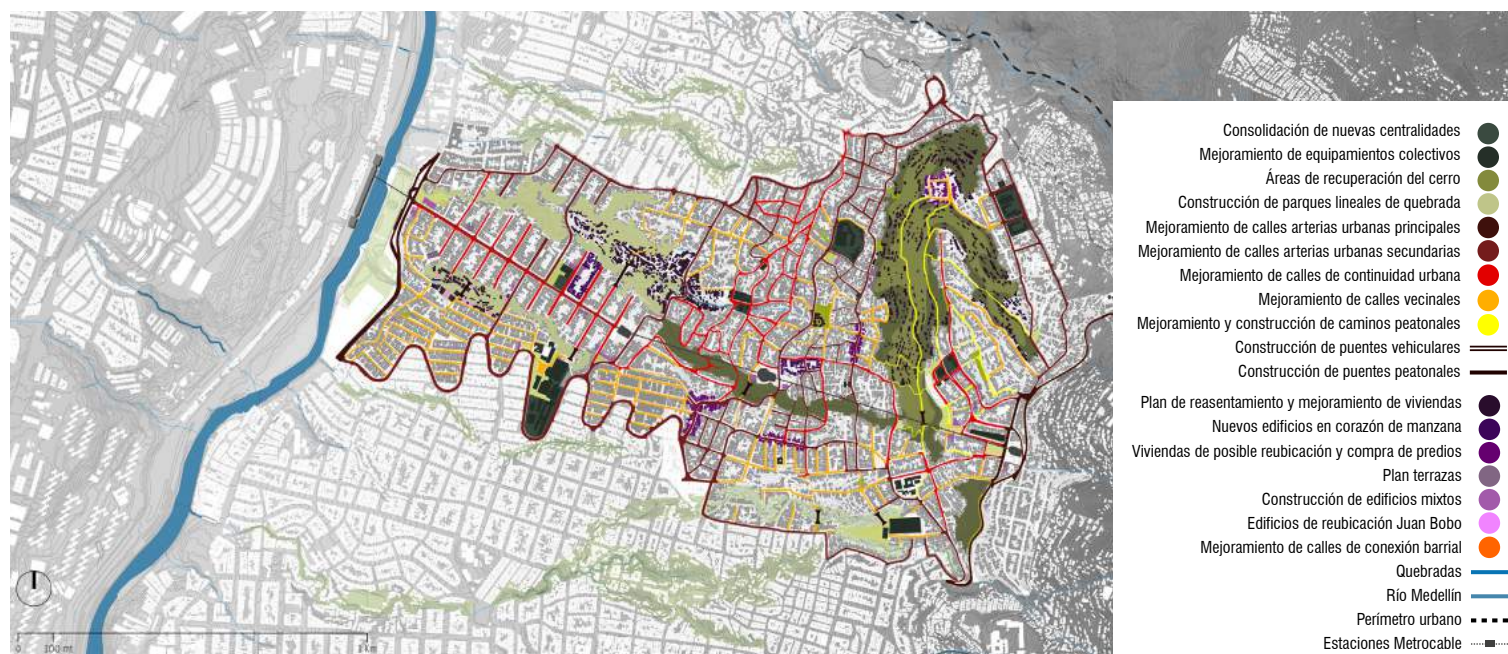 Consolidación de nuevas centralidades
Mejoramiento de equipamientos colectivos
Áreas de recuperación del cerro
Construcción de parques lineales de quebrada
Mejoramiento de calles arterias urbanas principales
Mejoramiento de calles arterias urbanas secundarias
Mejoramiento de calles de continuidad urbana
Mejoramiento de calles vecinales
Mejoramiento y construcción de caminos peatonales
Construcción de puentes vehiculares
Construcción de puentes peatonales
Plan de reasentamiento y mejoramiento de viviendas
Nuevos edificios en corazón de manzana
Viviendas de posible reubicación y compra de predios
Plan terrazas
Construcción de edificios mixtos
Edificios de reubicación Juan Bobo
Mejoramiento de calles de conexión barrial
Quebradas
Río Medellín
Perímetro urbano
Estaciones Metrocable
0 100 mt 1 km